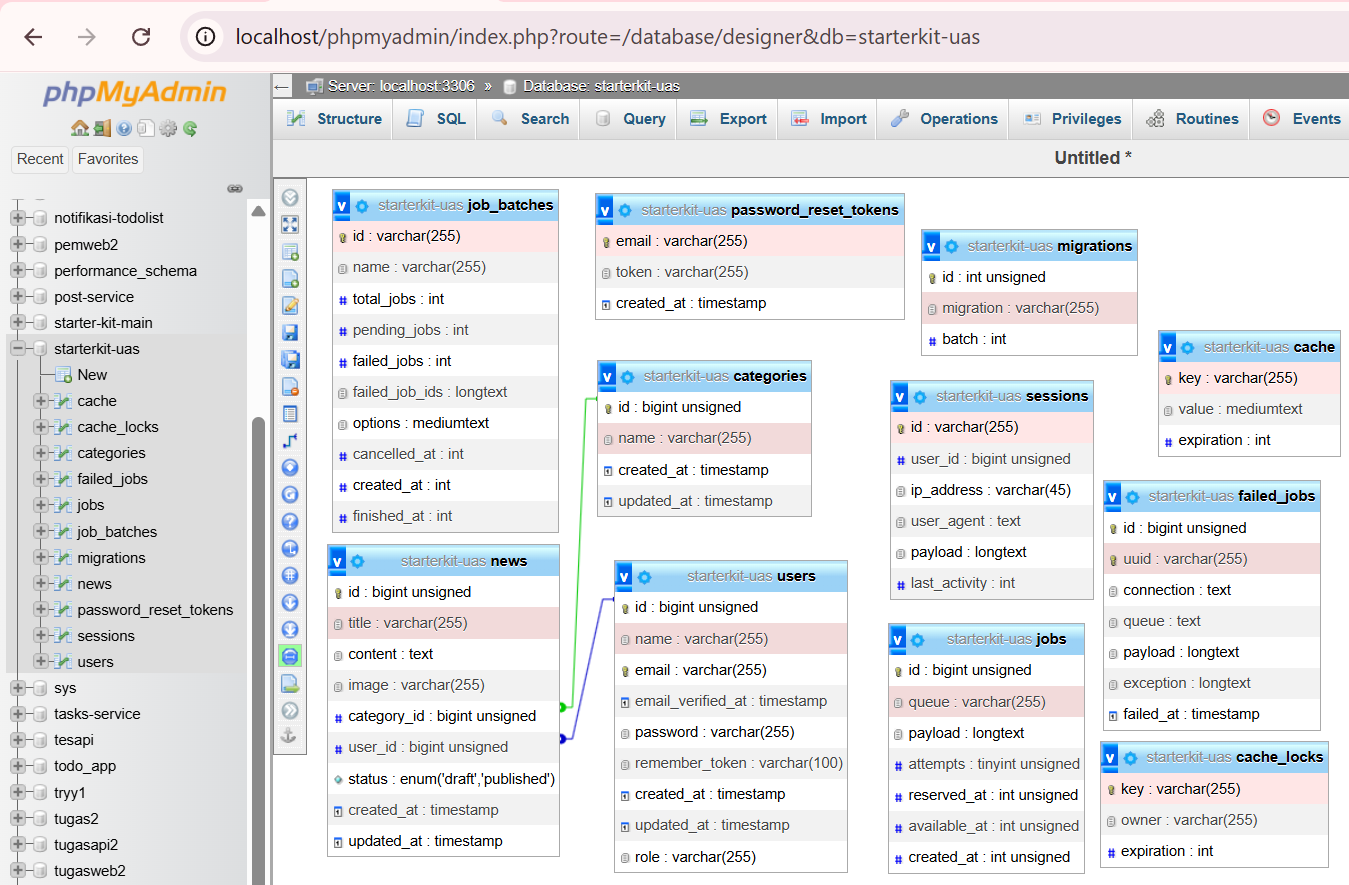 localhost/phpmyadmin/index.php?route=/database/designer&db=starterkit-uas
phpMyAdmin
Recent Favorites
notifikasi-todolist
pemweb2
performance_schema
post-service
starter-kit-main
starterkit-uas
New
cache
cache_locks
categories
failed_jobs
jobs
job_batches
migrations
news
password_reset_tokens
sessions
users
sys
tasks-service
tesapi
todo_app
tryy1
tugas2
tugasapi2
tugasweb2
Server: localhost:3306 » Database: starterkit-uas
Structure SQL Search Query Export Import Operations Privileges Routines Events
Untitled *
v starterkit-uas job_batches
id : varchar(255)
name : varchar(255)
total_jobs : int
pending_jobs : int
failed_jobs : int
failed_job_ids : longtext
options : mediumtext
cancelled_at : int
created_at : int
finished_at : int
v starterkit-uas news
id : bigint unsigned
title : varchar(255)
content : text
image : varchar(255)
category_id : bigint unsigned
user_id : bigint unsigned
status : enum('draft','published')
created_at : timestamp
updated_at : timestamp
v starterkit-uas password_reset_tokens
email : varchar(255)
token : varchar(255)
created_at : timestamp
v starterkit-uas categories
id : bigint unsigned
name : varchar(255)
created_at : timestamp
updated_at : timestamp
v starterkit-uas users
id : bigint unsigned
name : varchar(255)
email : varchar(255)
email_verified_at : timestamp
password : varchar(255)
remember_token : varchar(100)
created_at : timestamp
updated_at : timestamp
role : varchar(255)
v starterkit-uas migrations
id : int unsigned
migration : varchar(255)
batch : int
v starterkit-uas sessions
id : varchar(255)
user_id : bigint unsigned
ip_address : varchar(45)
user_agent : text
payload : longtext
last_activity : int
v starterkit-uas jobs
id : bigint unsigned
queue : varchar(255)
payload : longtext
attempts : tinyint unsigned
reserved_at : int unsigned
available_at : int unsigned
created_at : int unsigned
v starterkit-uas cache
key : varchar(255)
value : mediumtext
expiration : int
v starterkit-uas failed_jobs
id : bigint unsigned
uuid : varchar(255)
connection : text
queue : text
payload : longtext
exception : longtext
failed_at : timestamp
v starterkit-uas cache_locks
key : varchar(255)
owner : varchar(255)
expiration : int